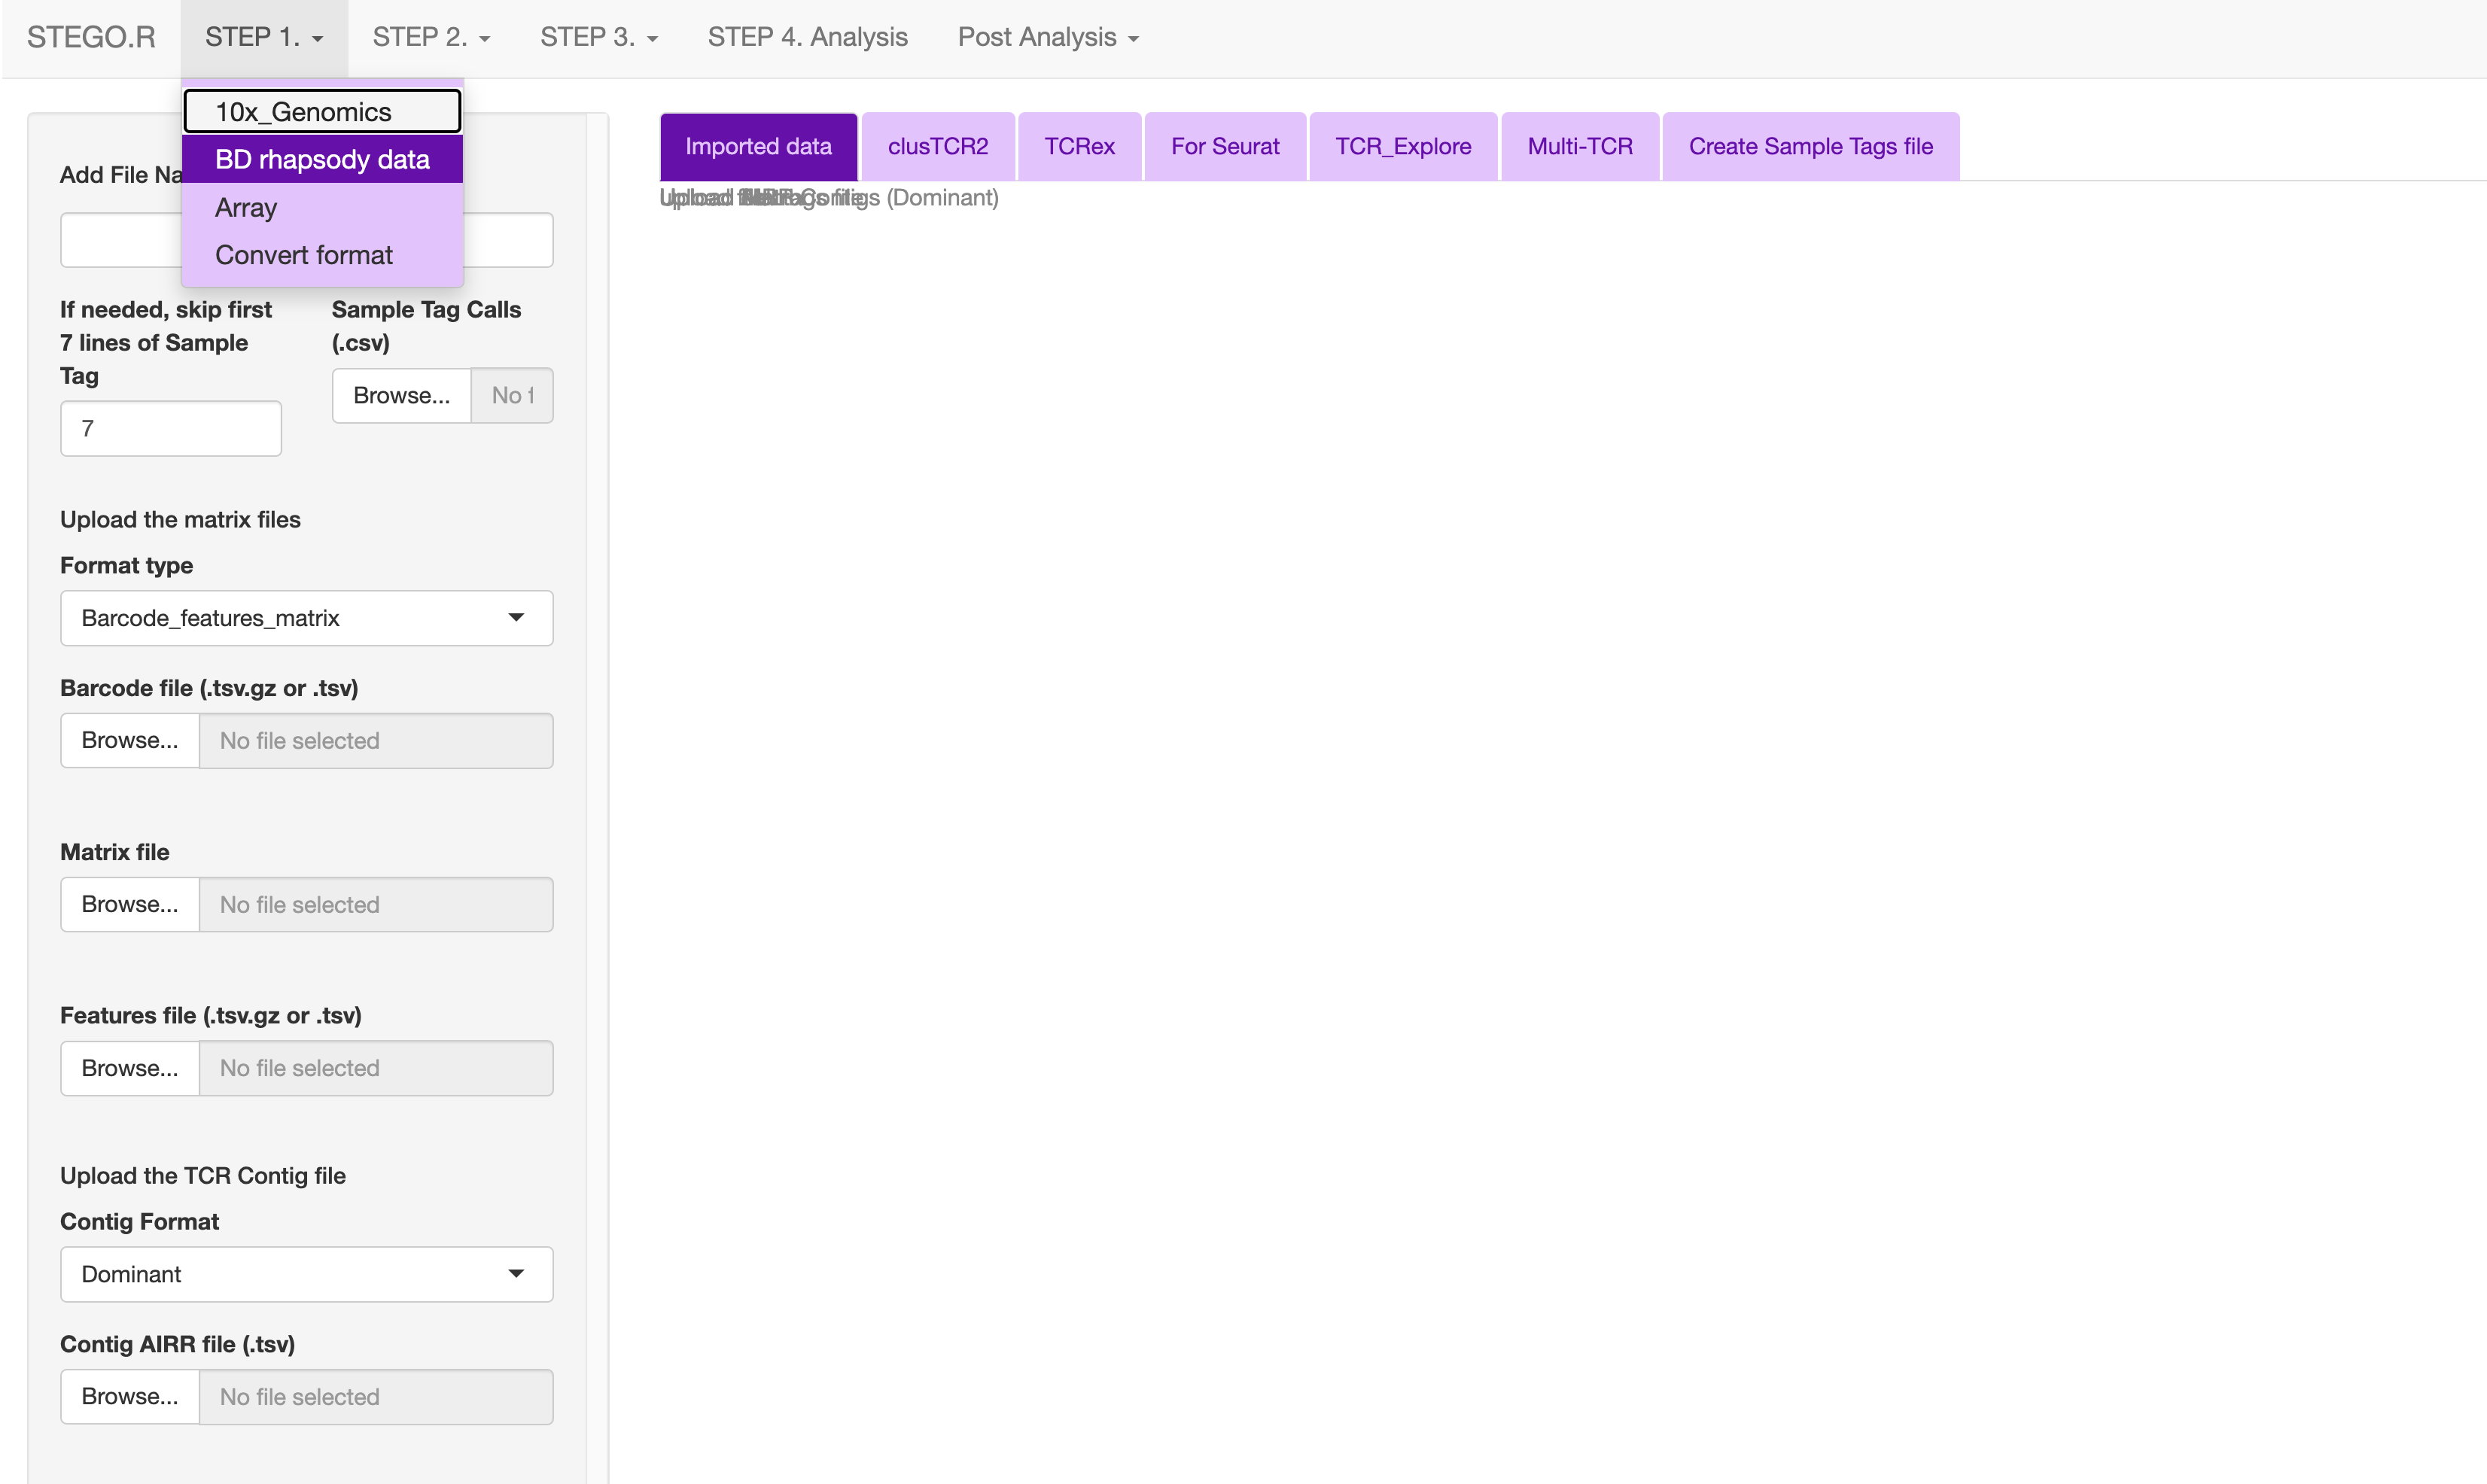 STEGO.R STEP 1. STEP 2. STEP 3. STEP 4. Analysis Post Analysis
10x_Genomics
BD rhapsody data
Array
Convert format
Add File Na
If needed, skip first
7 lines of Sample
Tag
7
Sample Tag Calls
(.csv)
Browse... No f
Upload the matrix files
Format type
Barcode_features_matrix
Barcode file (.tsv.gz or .tsv)
Browse... No file selected
Matrix file
Browse... No file selected
Features file (.tsv.gz or .tsv)
Browse... No file selected
Upload the TCR Contig file
Contig Format
Dominant
Contig AIRR file (.tsv)
Browse... No file selected
Imported data clusTCR2 TCRex For Seurat TCR_Explore Multi-TCR Create Sample Tags file
(Dominant)